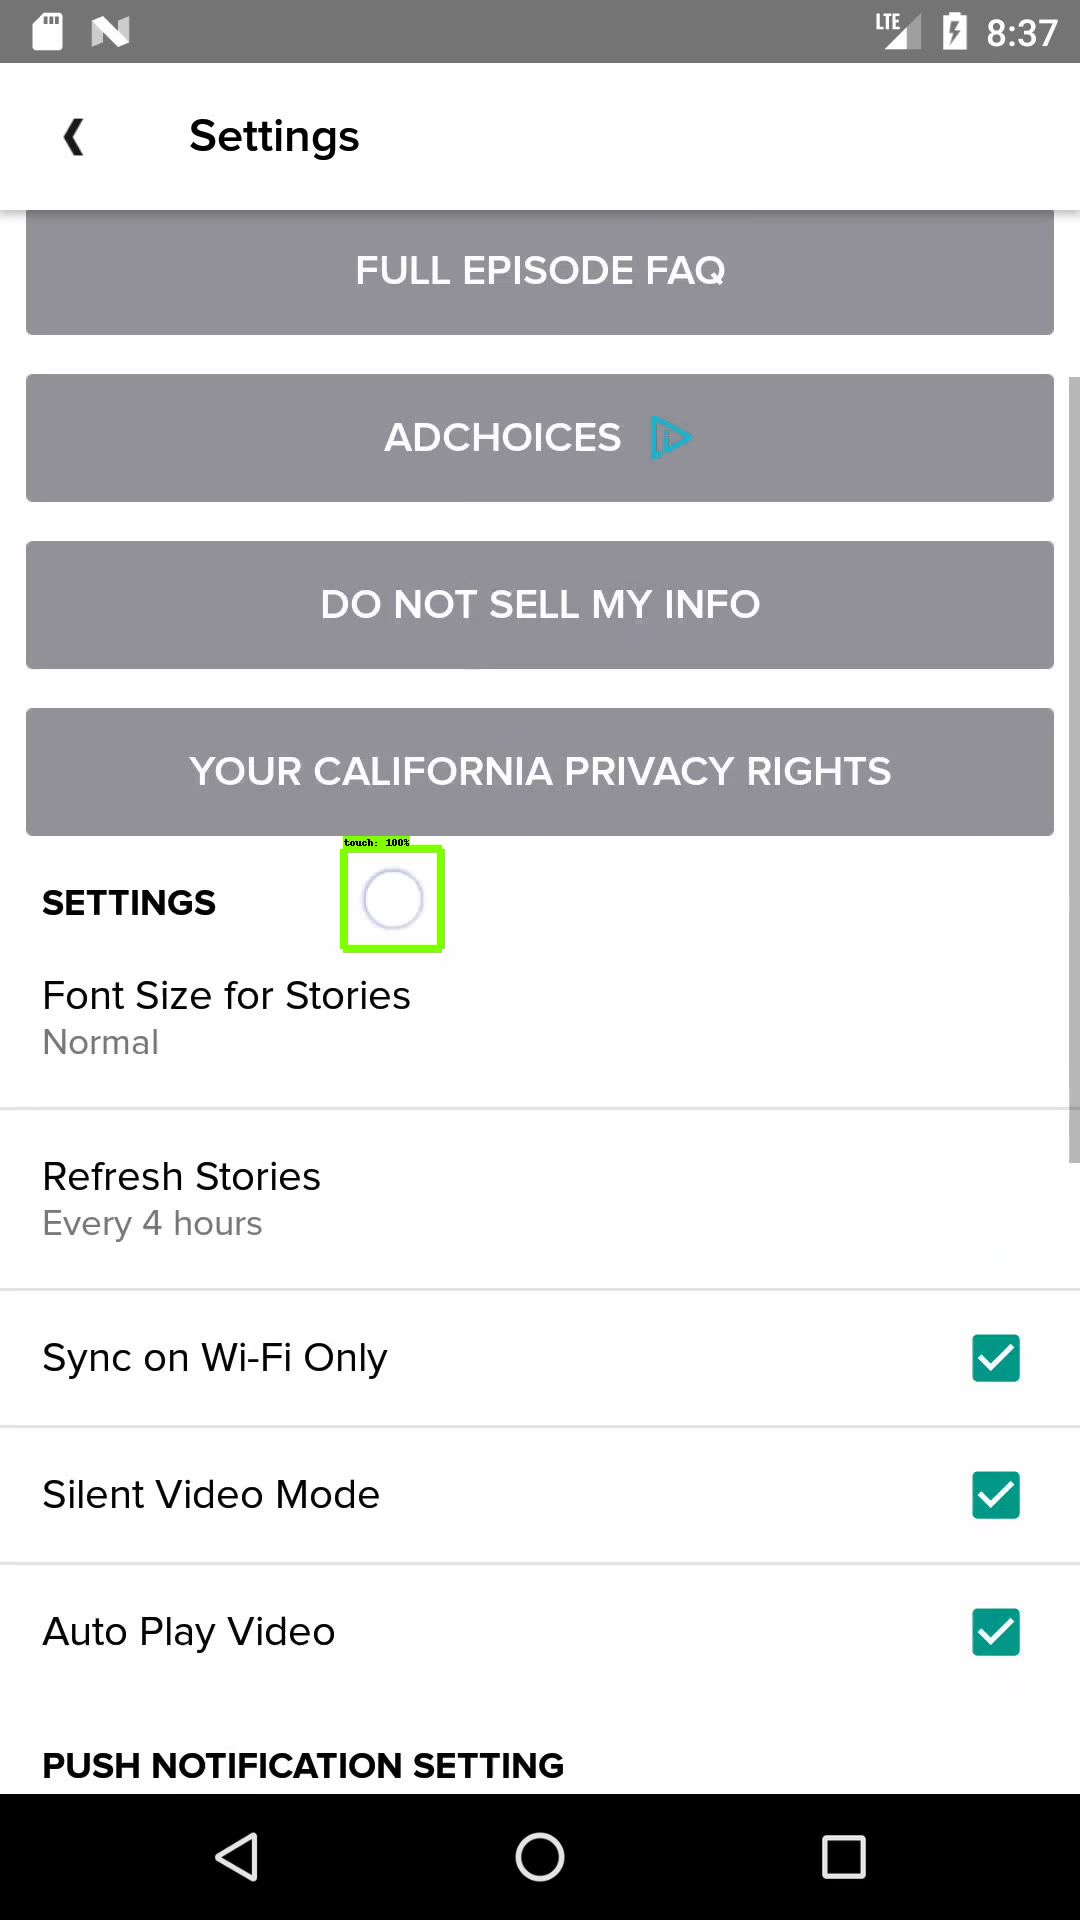 LTE 8:37
Settings
FULL EPISODE FAQ
ADCHOICES
DO NOT SELL MY INFO
YOUR CALIFORNIA PRIVACY RIGHTS
touch: 100%
SETTINGS
Font Size for Stories
Normal
Refresh Stories
Every 4 hours
Sync on Wi-Fi Only
Silent Video Mode
Auto Play Video
PUSH NOTIFICATION SETTING